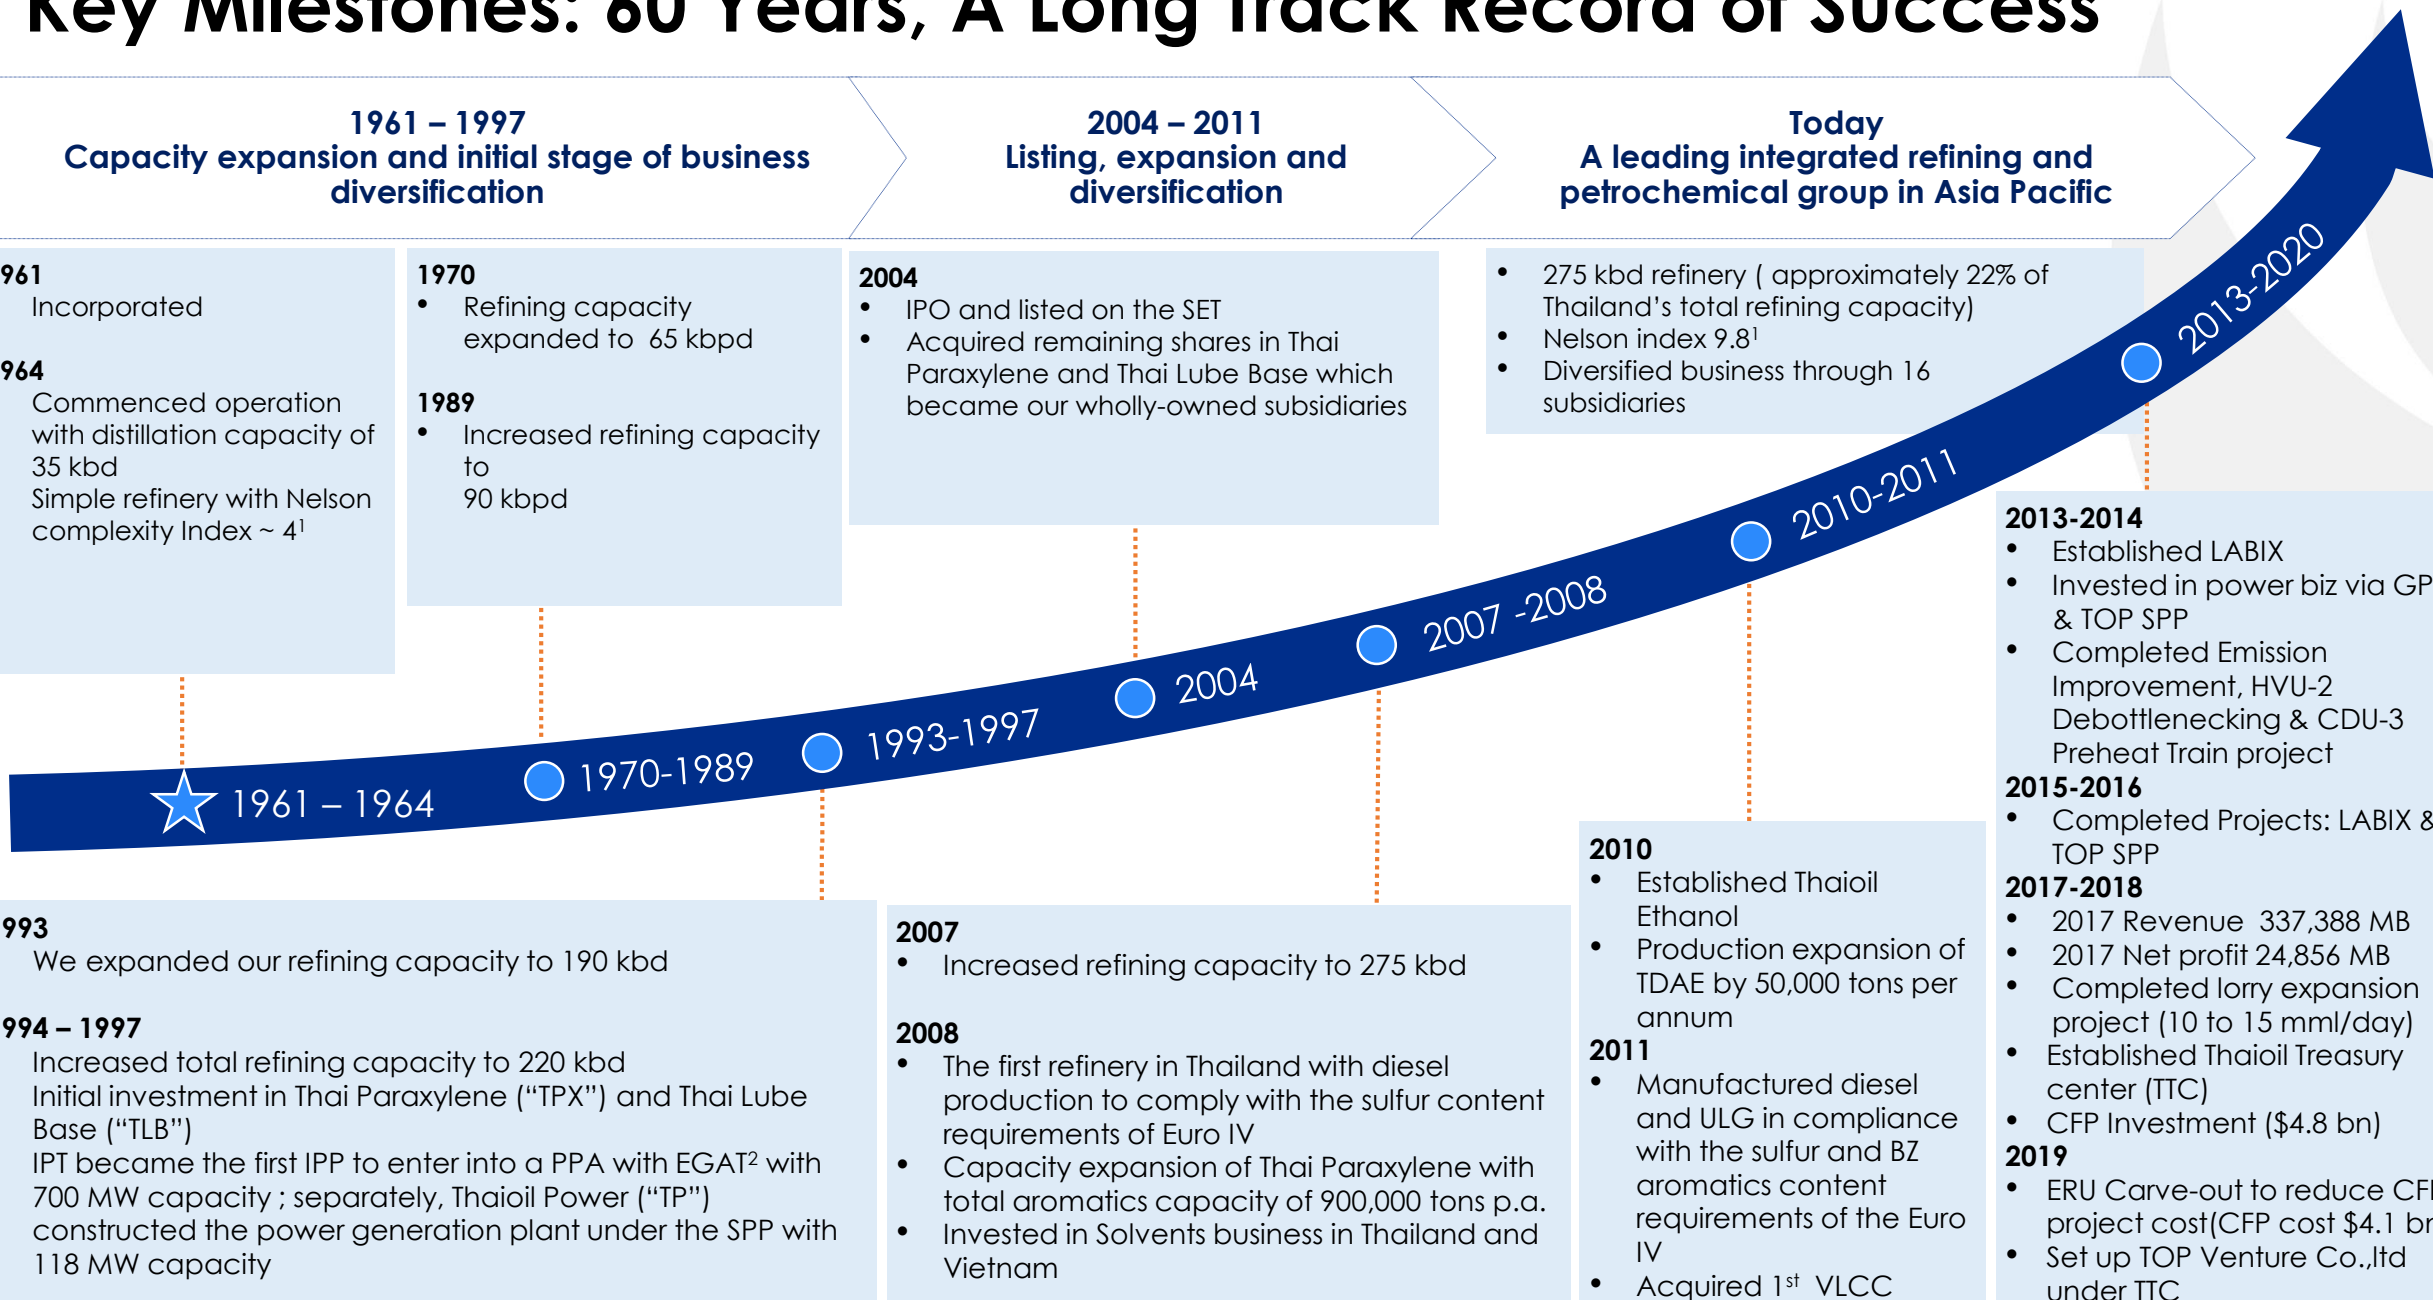 Key Milestones: 60 Years, A Long Track Record of Success
1961 – 1997
Capacity expansion and initial stage of business
diversification
2004 – 2011
Listing, expansion and
diversification
Today
A leading integrated refining and
petrochemical group in Asia Pacific
961
Incorporated
964
Commenced operation
with distillation capacity of
35 kbd
Simple refinery with Nelson
complexity Index ~ 4¹
1970
• Refining capacity
expanded to 65 kbpd
1989
• Increased refining capacity
to
90 kbpd
2004
• IPO and listed on the SET
• Acquired remaining shares in Thai
Paraxylene and Thai Lube Base which
became our wholly-owned subsidiaries
• 275 kbd refinery ( approximately 22% of
Thailand’s total refining capacity)
• Nelson index 9.8¹
• Diversified business through 16
subsidiaries
1961 – 1964
1970-1989
1993-1997
2004
2007 -2008
2010-2011
2013-2020
993
We expanded our refining capacity to 190 kbd
994 – 1997
Increased total refining capacity to 220 kbd
Initial investment in Thai Paraxylene (“TPX”) and Thai Lube
Base (“TLB”)
IPT became the first IPP to enter into a PPA with EGAT² with
700 MW capacity ; separately, Thaioil Power (“TP”)
constructed the power generation plant under the SPP with
118 MW capacity
2007
• Increased refining capacity to 275 kbd
2008
• The first refinery in Thailand with diesel
production to comply with the sulfur content
requirements of Euro IV
• Capacity expansion of Thai Paraxylene with
total aromatics capacity of 900,000 tons p.a.
• Invested in Solvents business in Thailand and
Vietnam
2010
• Established Thaioil
Ethanol
• Production expansion of
TDAE by 50,000 tons per
annum
2011
• Manufactured diesel
and ULG in compliance
with the sulfur and BZ
aromatics content
requirements of the Euro
IV
• Acquired 1st VLCC
2013-2014
• Established LABIX
• Invested in power biz via GP
& TOP SPP
• Completed Emission
Improvement, HVU-2
Debottlenecking & CDU-3
Preheat Train project
2015-2016
• Completed Projects: LABIX &
TOP SPP
2017-2018
• 2017 Revenue 337,388 MB
• 2017 Net profit 24,856 MB
• Completed lorry expansion
project (10 to 15 mml/day)
• Established Thaioil Treasury
center (TTC)
• CFP Investment ($4.8 bn)
2019
• ERU Carve-out to reduce CF
project cost(CFP cost $4.1 b
• Set up TOP Venture Co.,ltd
under TTC